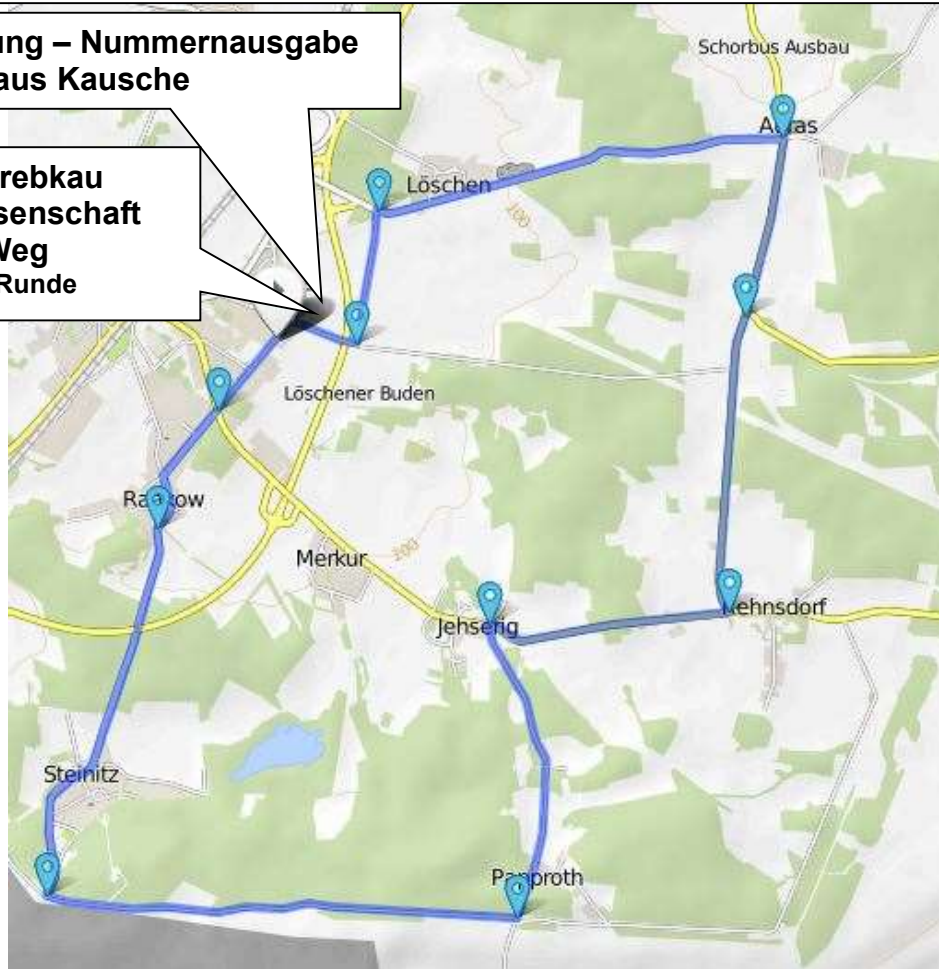 ung – Nummernausgabe
aus Kausche
rebkau
senschaft
Weg
Runde
Schorbus Ausbau
Löschen
100
Löschener Buden
Merkur
100
Jehserig
Steinitz